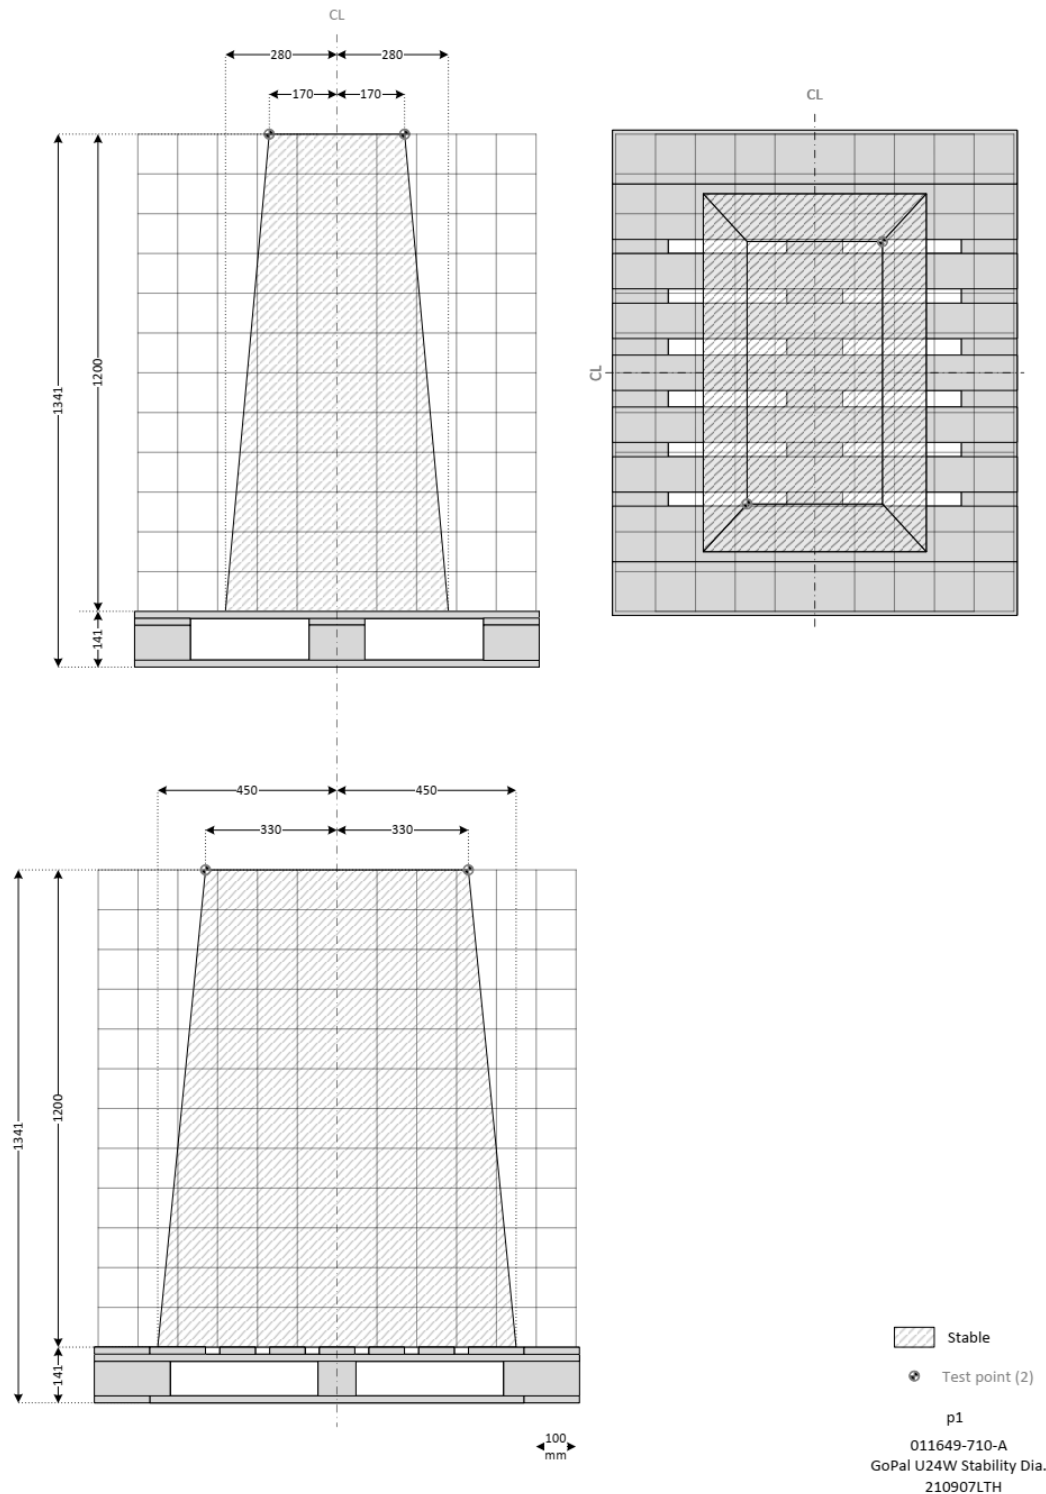 CL
280 280
170 170
CL
1341
1200
CL
141
450 450
330 330
1341
1200
141
Stable
Test point (2)
p1
100
mm
011649-710-A
GoPal U24W Stability Dia.
210907LTH